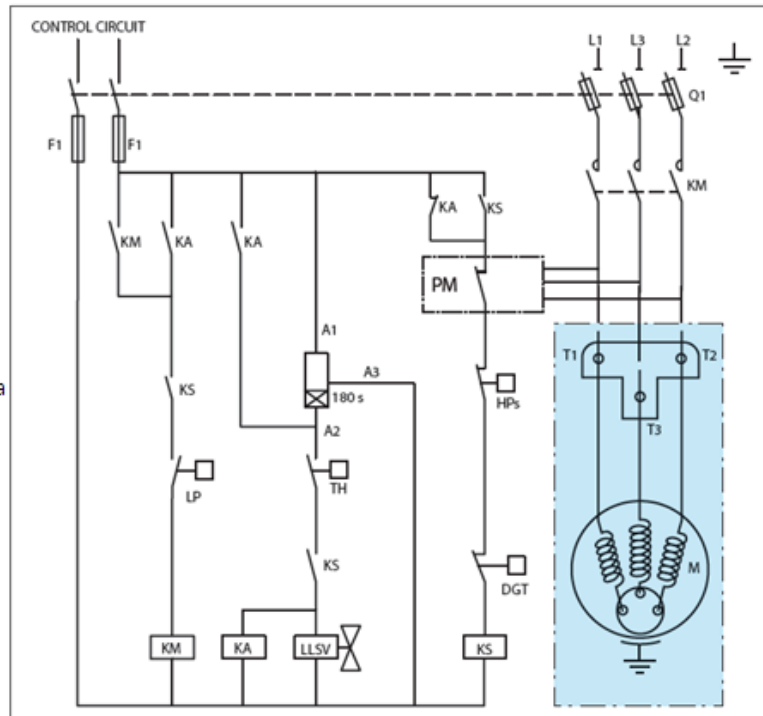 CONTROL CIRCUIT
L1 L3 L2
Q1
F1 F1
KM
KA KS
KM KA KA
PM
A1
T1 T2
A3
180 s
KS
HPs
a
T3
A2
LP
TH
KS
DGT
M
KM KA LLSV KS